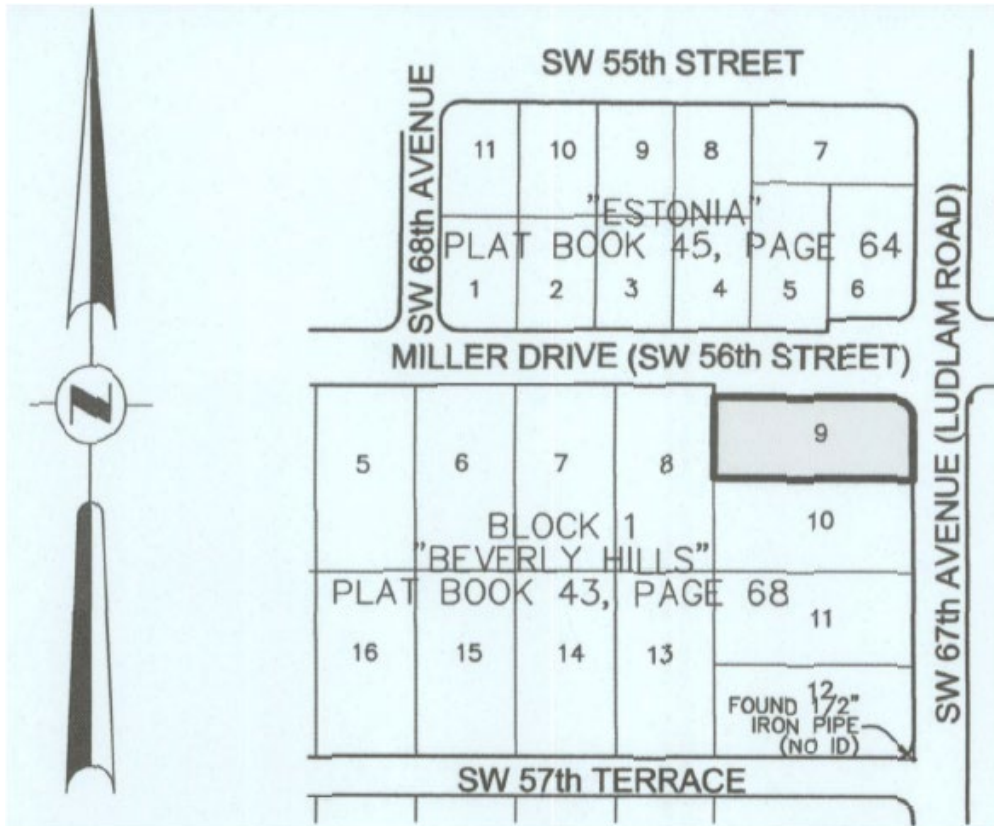 SW 55th STREET
SW 68th AVENUE
11 10 9 8 7
"ESTONIA"
PLAT BOOK 45, PAGE 64
1 2 3 4 5 6
MILLER DRIVE (SW 56th STREET)
SW 67th AVENUE (LUDLAM ROAD)
N
9
5 6 7 8
10
BLOCK 1
"BEVERLY HILLS"
PLAT BOOK 43, PAGE 68
11
16 15 14 13
12
FOUND 1/2"
IRON PIPE
(NO ID)
SW 57th TERRACE